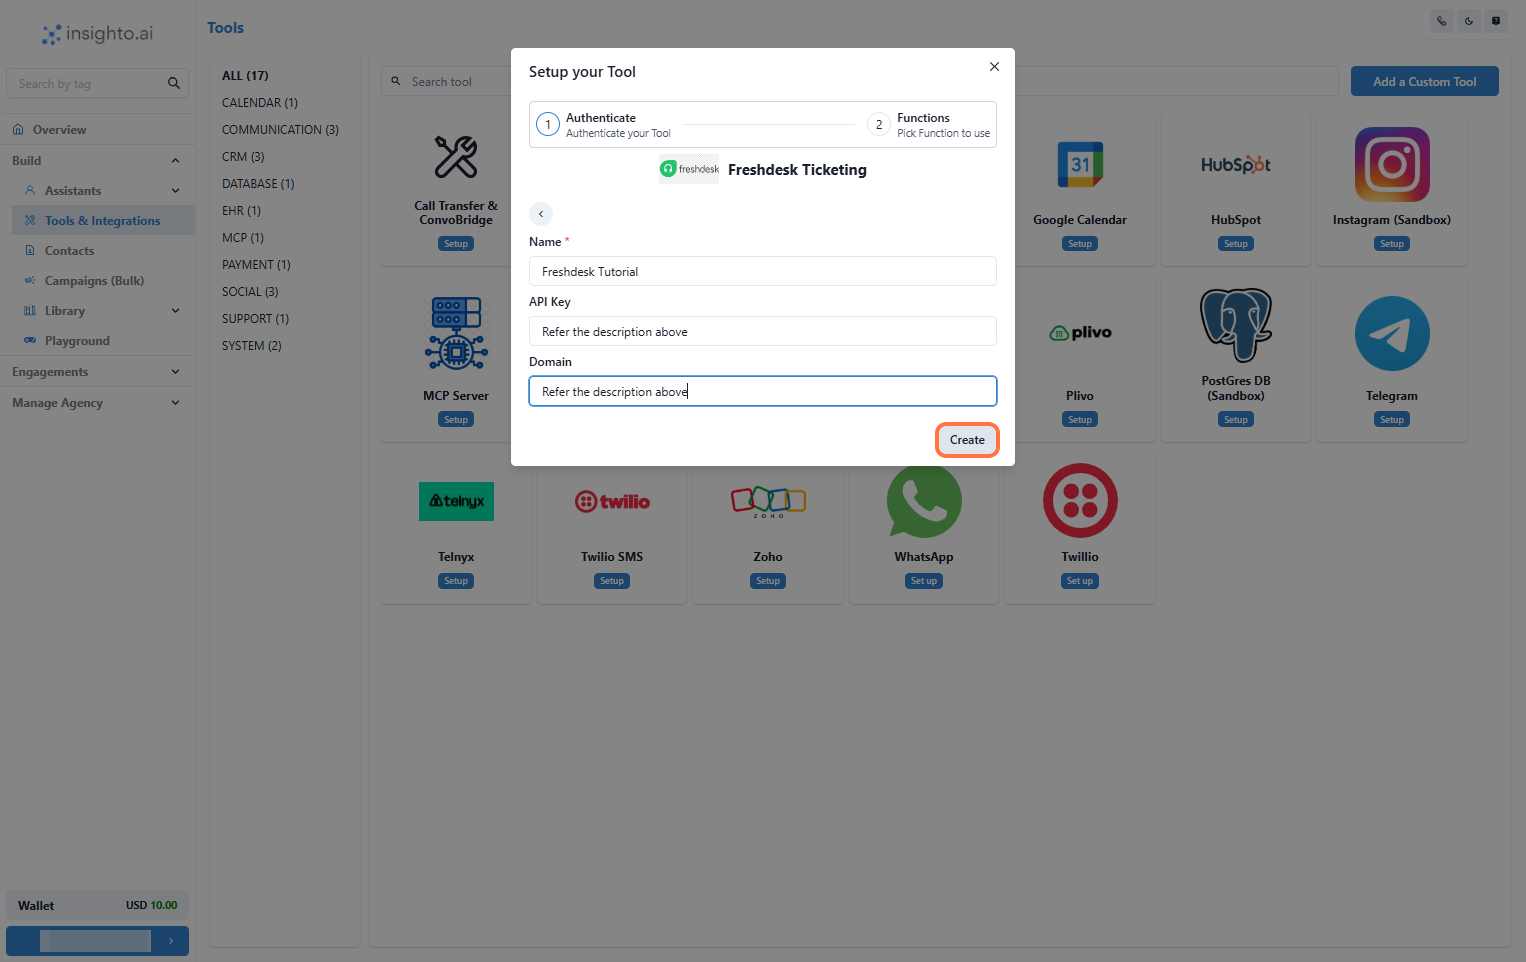 insighto.ai
Tools
Search by tag
Overview
Build
Assistants
Tools & Integrations
Contacts
Campaigns (Bulk)
Library
Playground
Engagements
Manage Agency
Wallet USD 10.00
ALL (17)
CALENDAR (1)
COMMUNICATION (3)
CRM (3)
DATABASE (1)
EHR (1)
MCP (1)
PAYMENT (1)
SOCIAL (3)
SUPPORT (1)
SYSTEM (2)
Search tool
Add a Custom Tool
Setup your Tool
1 Authenticate
Authenticate your Tool
2 Functions
Pick Function to use
freshdesk Freshdesk Ticketing
Name *
Freshdesk Tutorial
API Key
Refer the description above
Domain
Refer the description above
Create
Call Transfer &
ConvoBridge
Setup
31
Google Calendar
Setup
HubSpot
HubSpot
Setup
Instagram (Sandbox)
Setup
MCP Server
Setup
plivo
Plivo
Setup
PostGres DB
(Sandbox)
Setup
Telegram
Setup
telnyx
Telnyx
Setup
twilio
Twilio SMS
Setup
ZOHO
Zoho
Setup
WhatsApp
Set up
Twillio
Set up